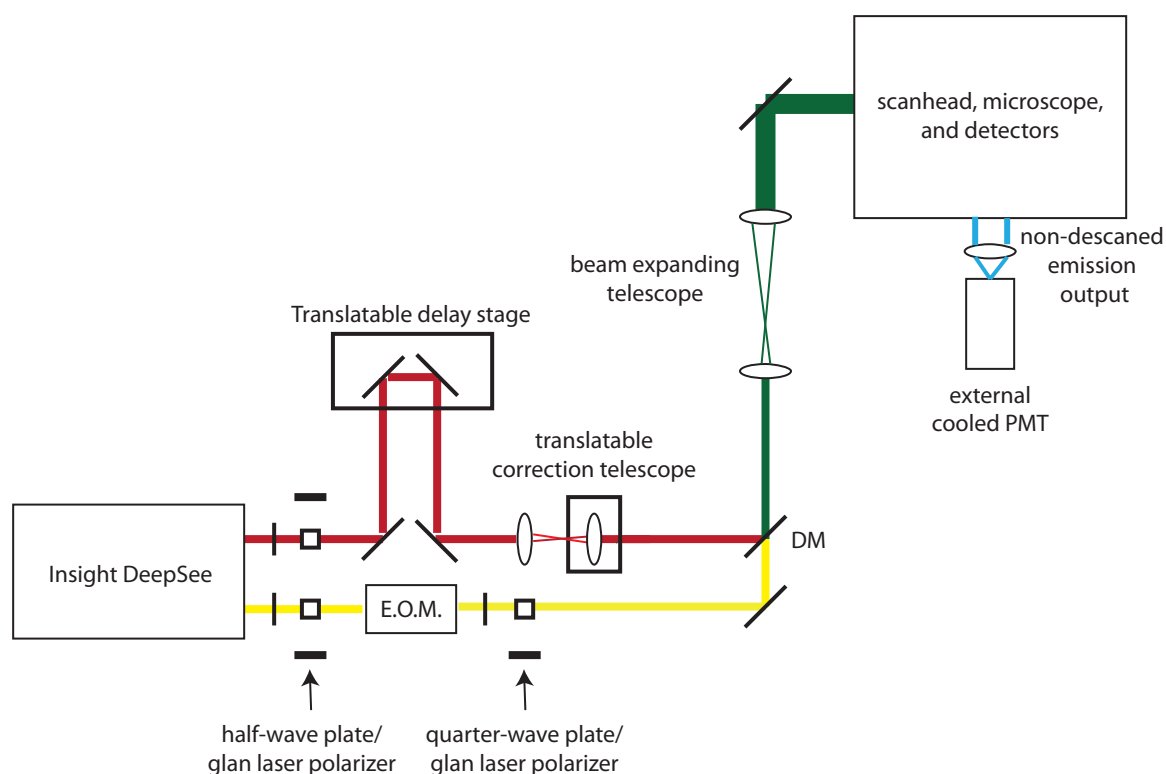 scanhead, microscope,
and detectors
non-descaned
emission
output
beam expanding
telescope
Translatable delay stage
external
cooled PMT
translatable
correction telescope
DM
Insight DeepSee
E.O.M.
half-wave plate/
glan laser polarizer
quarter-wave plate/
glan laser polarizer